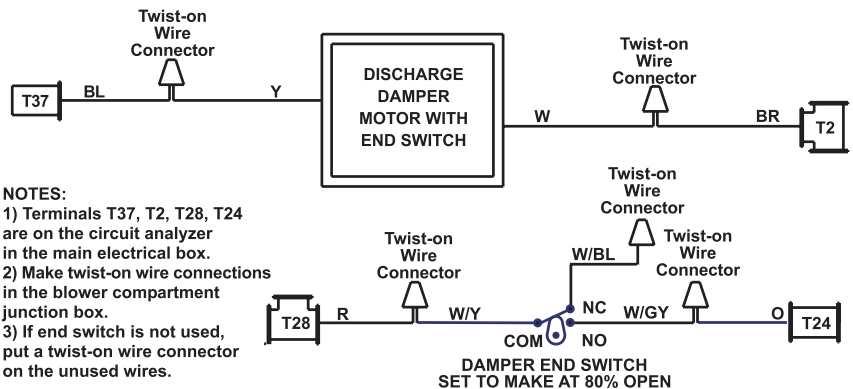 Twist-on
Wire
Connector
T37
BL
Y
DISCHARGE
DAMPER
MOTOR WITH
END SWITCH
Twist-on
Wire
Connector
W
BR
T2
NOTES:
1) Terminals T37, T2, T28, T24
are on the circuit analyzer
in the main electrical box.
2) Make twist-on wire connections
in the blower compartment
junction box.
3) If end switch is not used,
put a twist-on wire connector
on the unused wires.
Twist-on
Wire
Connector
Twist-on
Wire
Connector
Twist-on
Wire
Connector
W/BL
T28
R
W/Y
COM
NC
NO
W/GY
O
T24
DAMPER END SWITCH
SET TO MAKE AT 80% OPEN